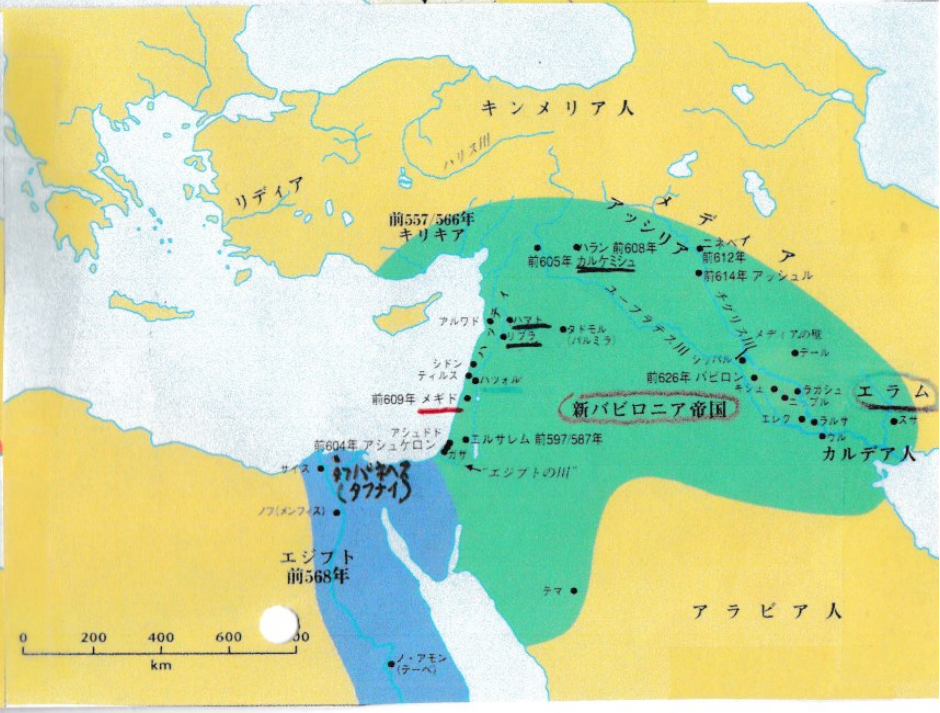 キンメリア人
ハリス川
リディア
前557/566年
キリキア
メディア
アッシリア
ハラン 前608年
前605年 カルケミシュ
ニネベイ
前612年
前614年 アッシュル
チグリス川
ユーフラテス川
アルワド
ハマト
リブラ
ハッティ
タドモル
(パルミラ)
メディアの壁
シッパル
デール
シドン
ティルス
ハツォル
前626年 バビロン
キシュ
ニップル
ラガシュ
エラム
前609年 メギド
新バビロニア帝国
エレク
ラルサ
スサ
ウル
カルデア人
アシュドド
前604年 アシュケロン
ガザ
エルサレム 前597/587年
"エジプトの川"
サイス
タフパネヘス
(タフナイ)
ノフ(メンフィス)
エジプト
前568年
テマ
アラビア人
0 200 400 600
km
ノ・アモン
(テーベ)